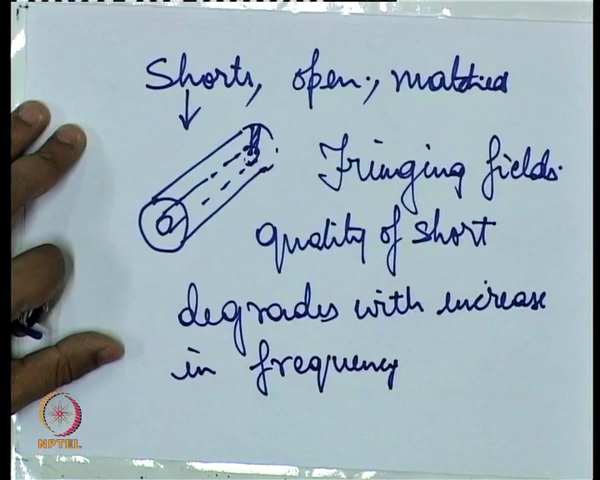 Shorts, open, matched
Fringing fields.
quality of short
degrades with increase
in frequency
NPTEL